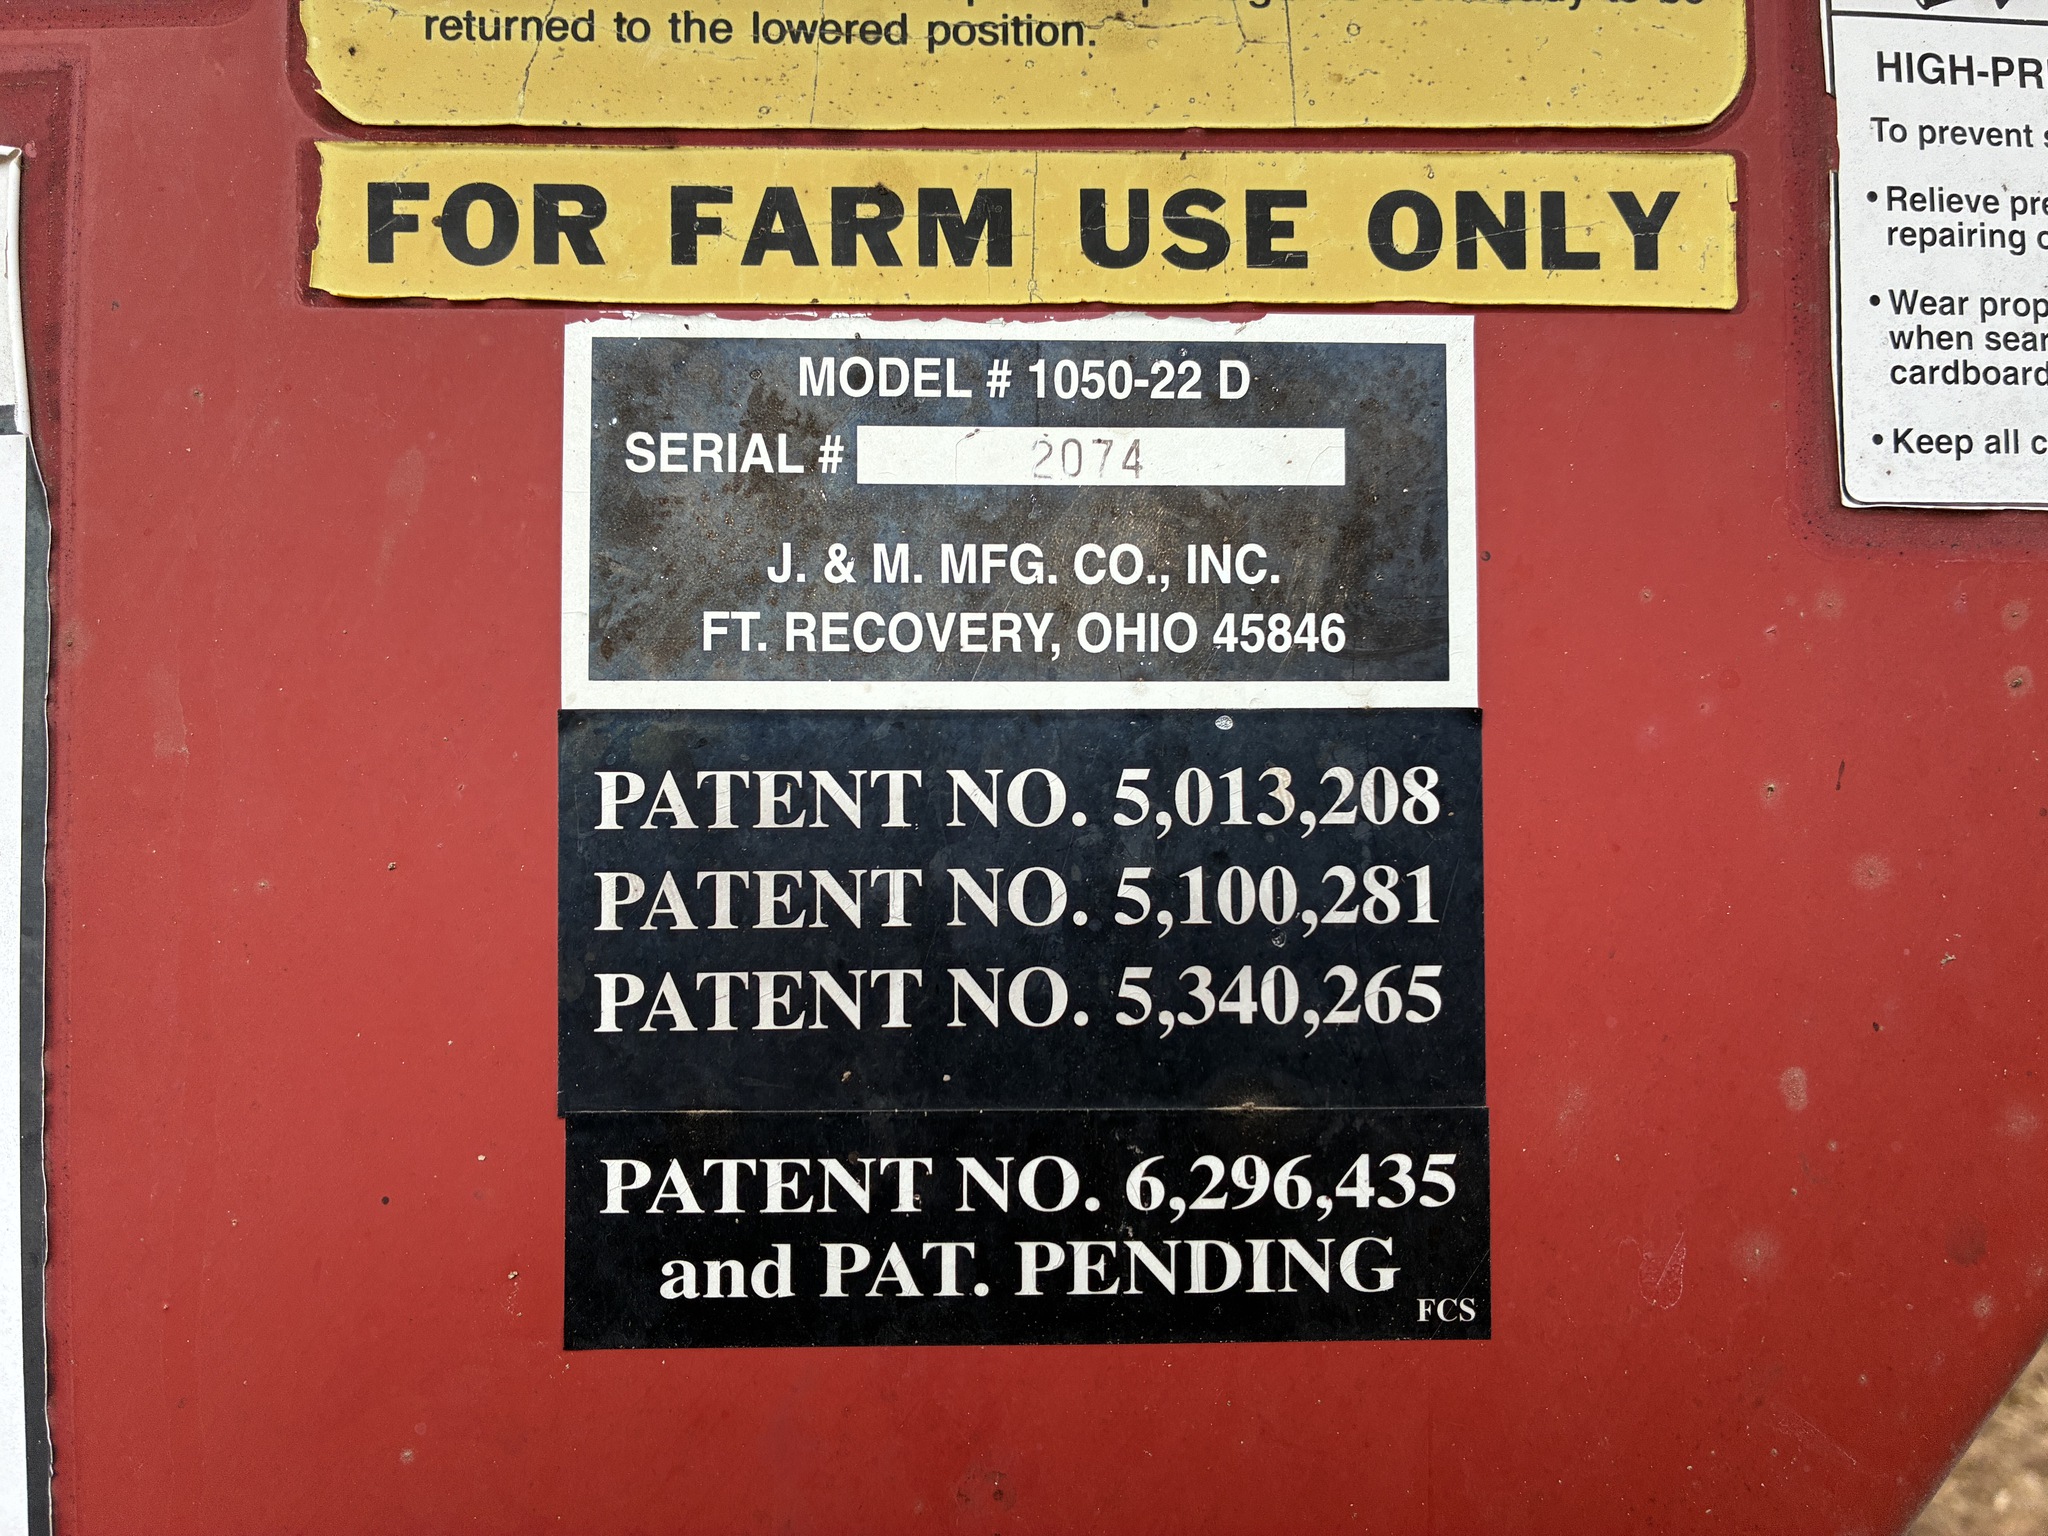 to be
returned to the lowered position.
FOR FARM USE ONLY
MODEL # 1050-22 D
SERIAL # 2074
J. & M. MFG. CO., INC.
FT. RECOVERY, OHIO 45846
PATENT NO. 5,013,208
PATENT NO. 5,100,281
PATENT NO. 5,340,265
PATENT NO. 6,296,435
and PAT. PENDING
FCS
HIGH-PR
To prevent
• Relieve pre
repairing
• Wear prop
when sear
cardboard
• Keep all c